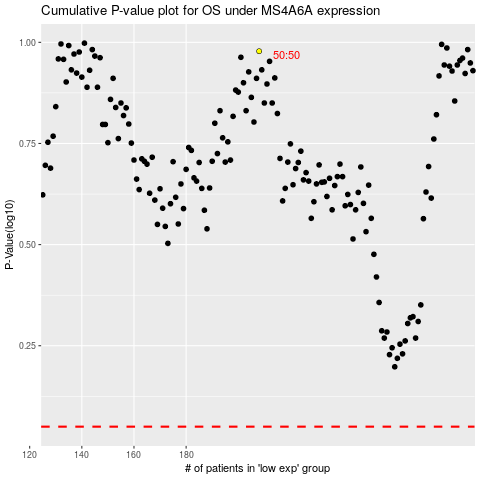 Cumulative P-value plot for OS under MS4A6A expression
1.00
50:50
0.75
P-Value(log10)
0.50
0.25
120 140 160 180
# of patients in 'low exp' group